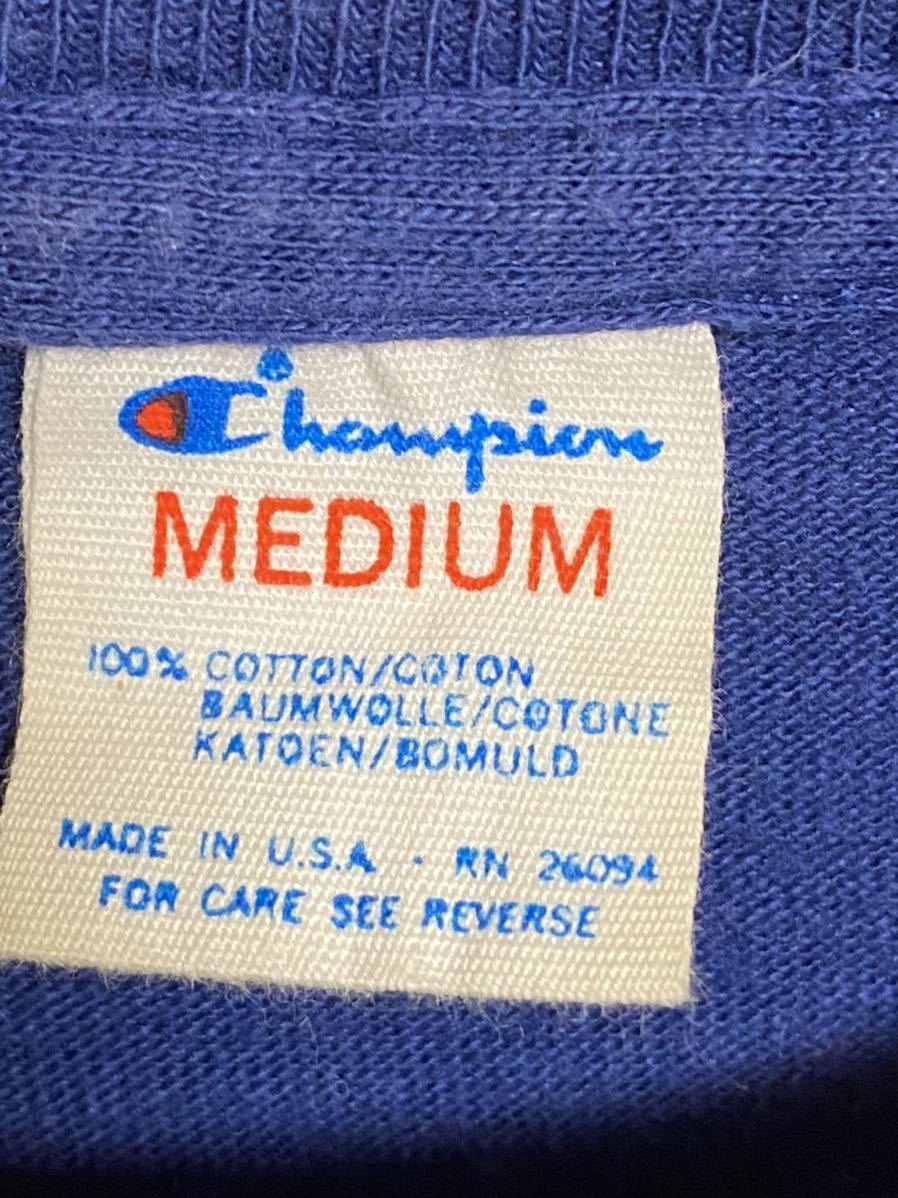 Champion®
MEDIUM
100% COTTON/COTON
BAUMWOLLE/COTONE
KATOEN/BOMULD
MADE IN U.S.A. · RN 26094
FOR CARE SEE REVERSE